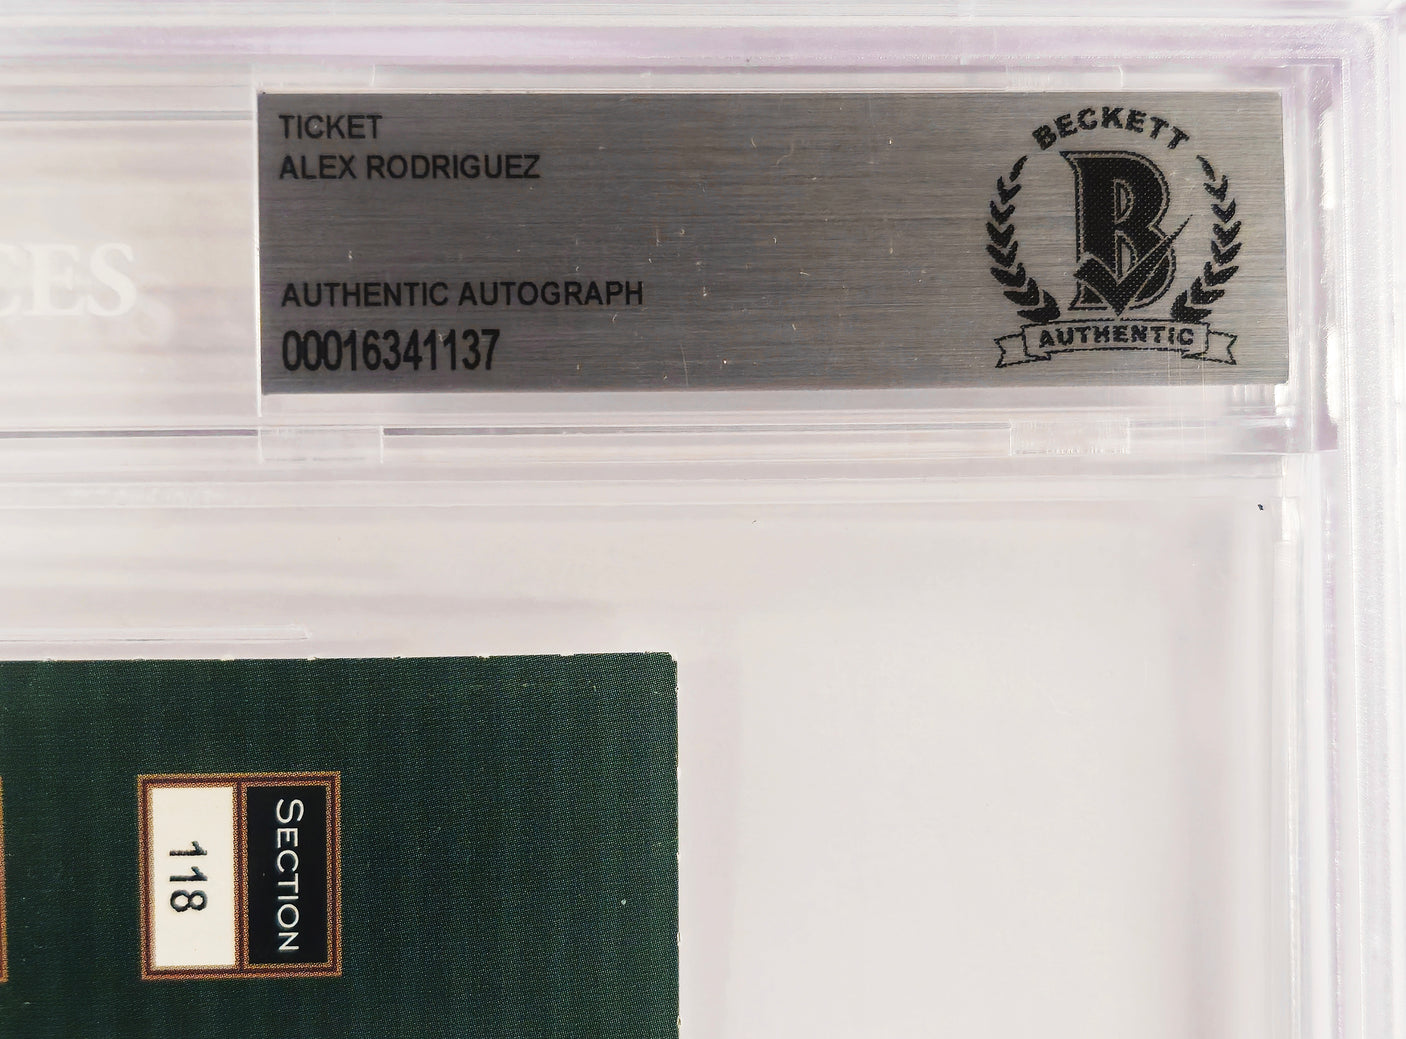 TICKET
ALEX RODRIGUEZ
AUTHENTIC AUTOGRAPH
00016341137
BECKETT
B
AUTHENTIC
SECTION
118